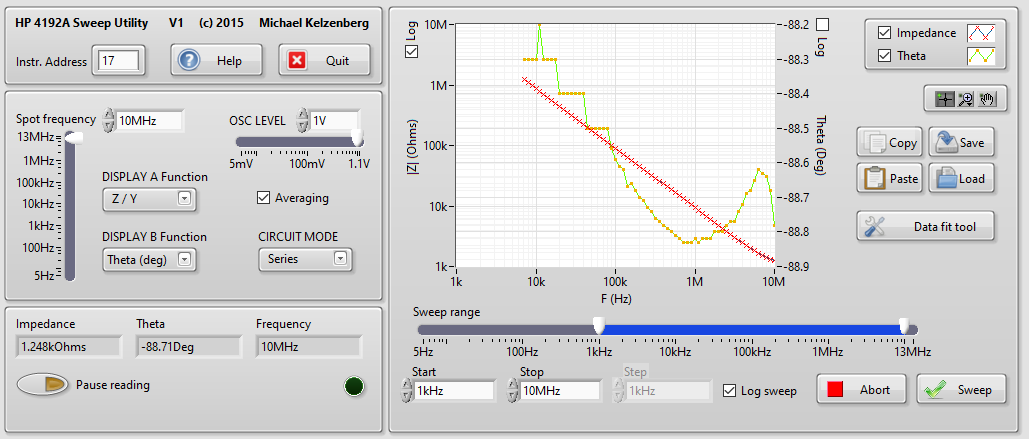 HP 4192A Sweep Utility V1 (c) 2015 Michael Kelzenberg
Instr. Address 17 Help Quit
Spot frequency 10MHz
13MHz
1MHz
100kHz
10kHz
1kHz
100Hz
5Hz
OSC LEVEL 1V
5mV 100mV 1.1V
DISPLAY A Function
Z / Y
Averaging
DISPLAY B Function
Theta (deg)
CIRCUIT MODE
Series
Impedance Theta Frequency
1.248kOhms -88.71Deg 10MHz
Pause reading
Log
|Z| (Ohms)
10M
1M
100k
10k
1k
1k 10k 100k 1M 10M
F (Hz)
-88.2
-88.3
-88.4
-88.5
-88.6
-88.7
-88.8
-88.9
Log
Theta (Deg)
Impedance
Theta
Copy Save
Paste Load
Data fit tool
Sweep range
5Hz 100Hz 1kHz 10kHz 100kHz 1MHz 13MHz
Start Stop Step
1kHz 10MHz 1kHz
Log sweep Abort Sweep